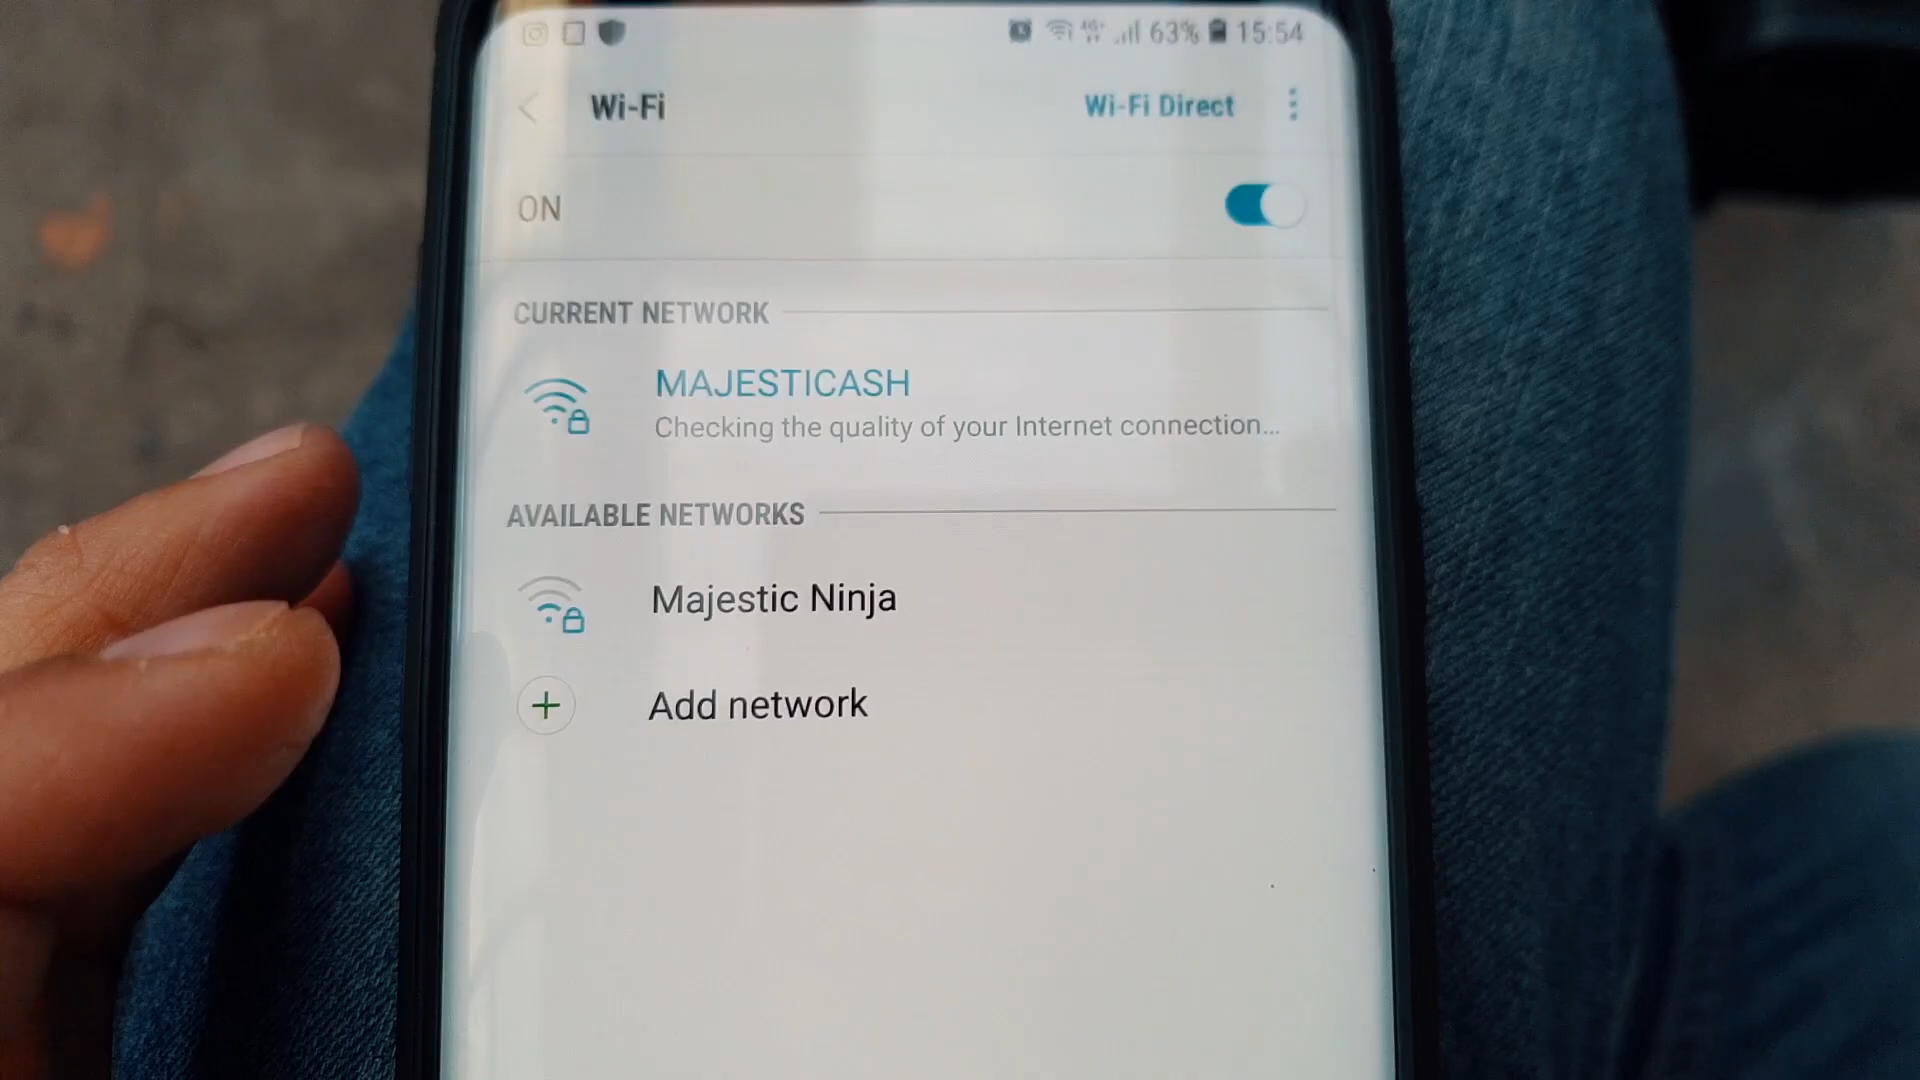 63% 15:54
Wi-Fi Wi-Fi Direct
ON
CURRENT NETWORK
MAJESTICASH
Checking the quality of your Internet connection...
AVAILABLE NETWORKS
Majestic Ninja
Add network